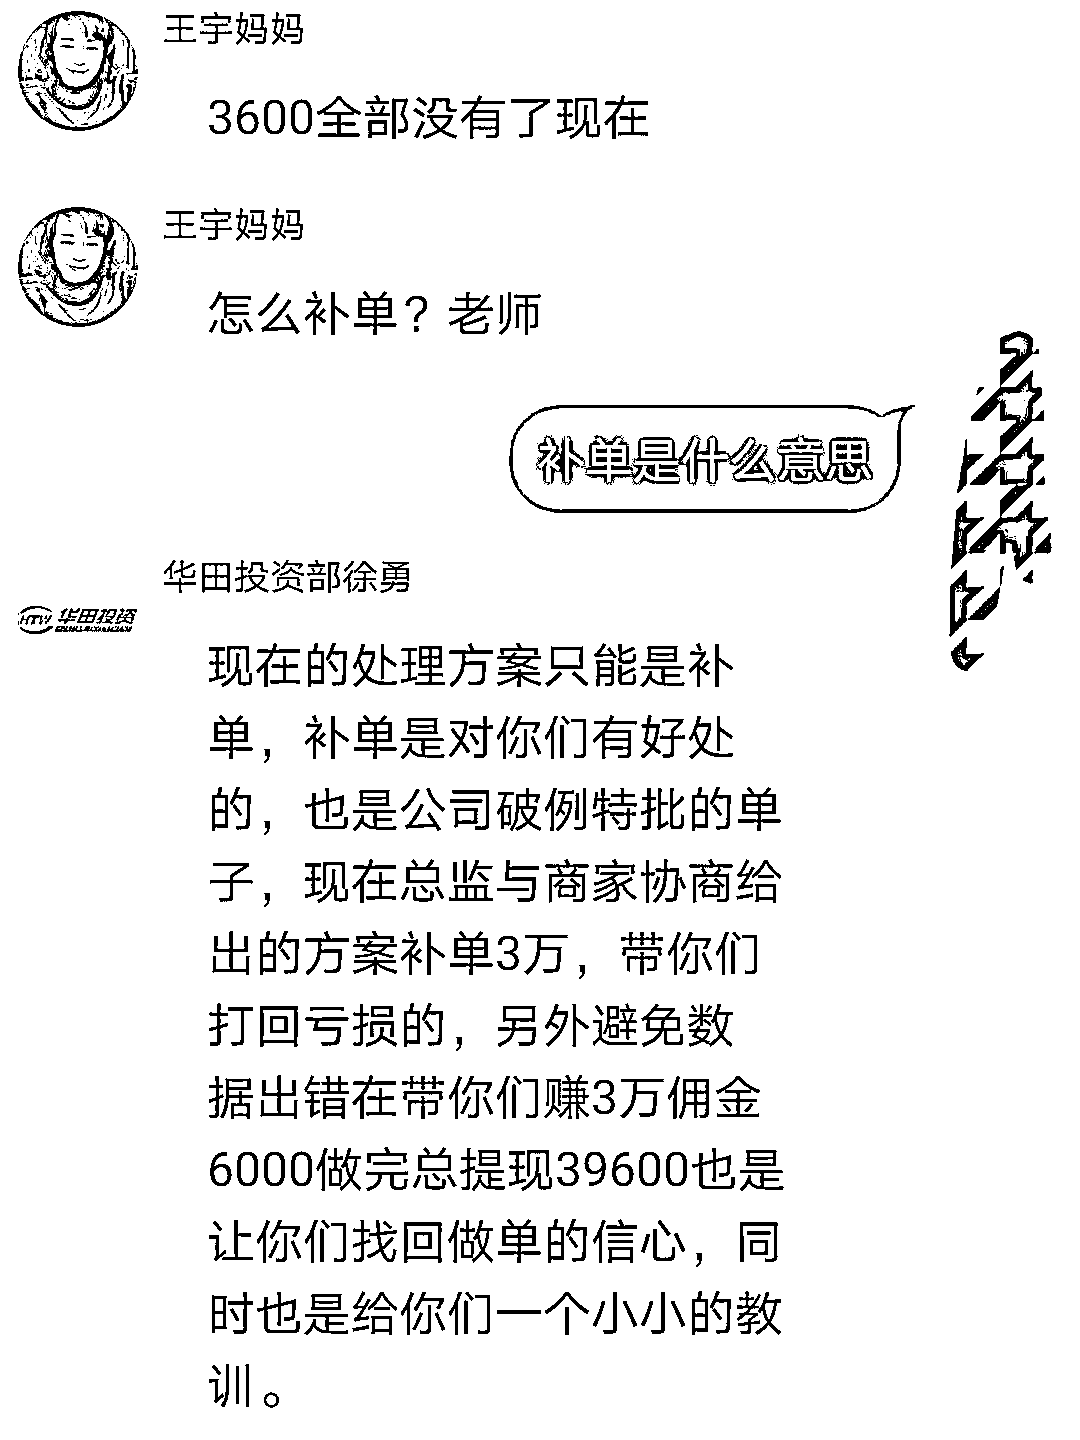 王宇妈妈
3600全部没有了现在
王宇妈妈
怎么补单？老师
补单是什么意思
华田投资部徐勇
HTW 华田投资
现在的处理方案只能是补
单，补单是对你们有好处
的，也是公司破例特批的单
子，现在总监与商家协商给
出的方案补单3万，带你们
打回亏损的，另外避免数
据出错在带你们赚3万佣金
6000做完总提现39600也是
让你们找回做单的信心，同
时也是给你们一个小小的教
训。